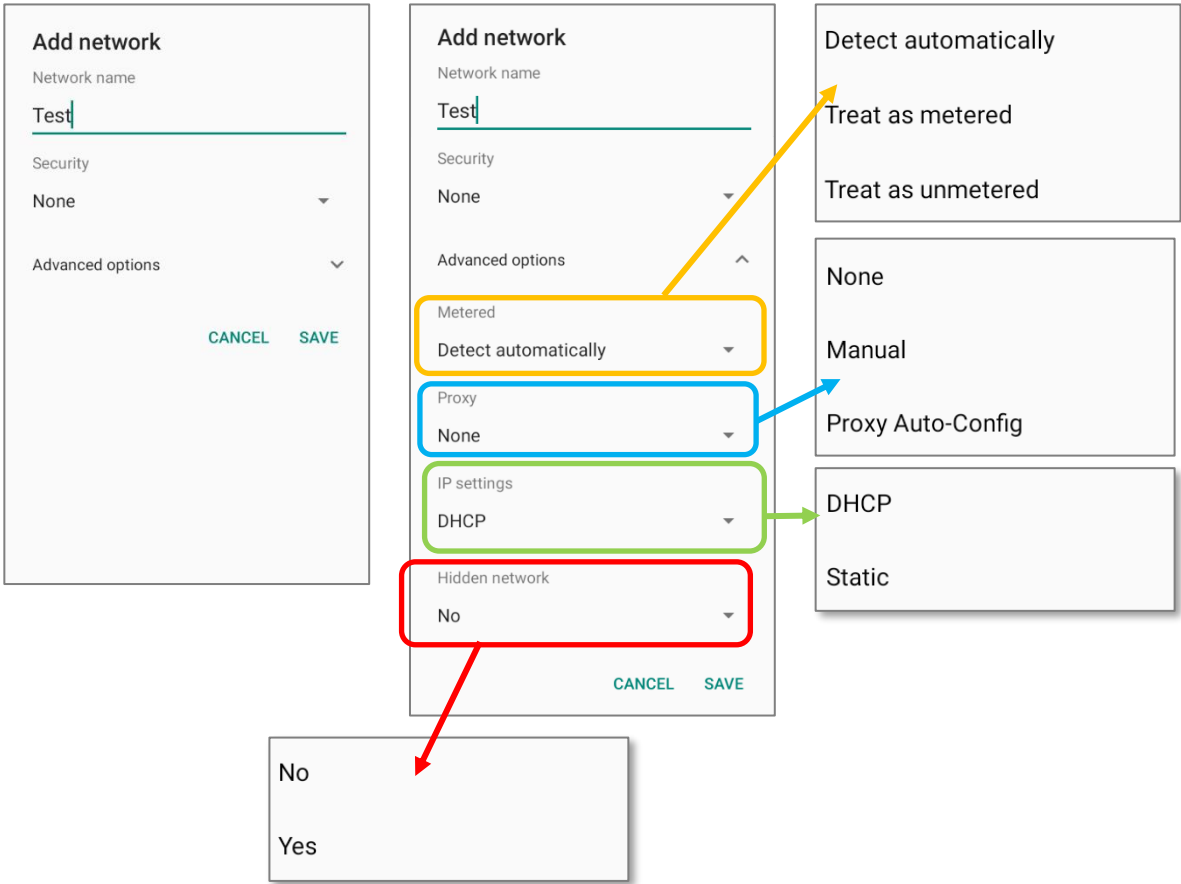 Add network
Network name
Test
Security
None
Advanced options
CANCEL SAVE
Add network
Network name
Test
Security
None
Advanced options
Metered
Detect automatically
Proxy
None
IP settings
DHCP
Hidden network
No
CANCEL SAVE
Detect automatically
Treat as metered
Treat as unmetered
None
Manual
Proxy Auto-Config
DHCP
Static
No
Yes